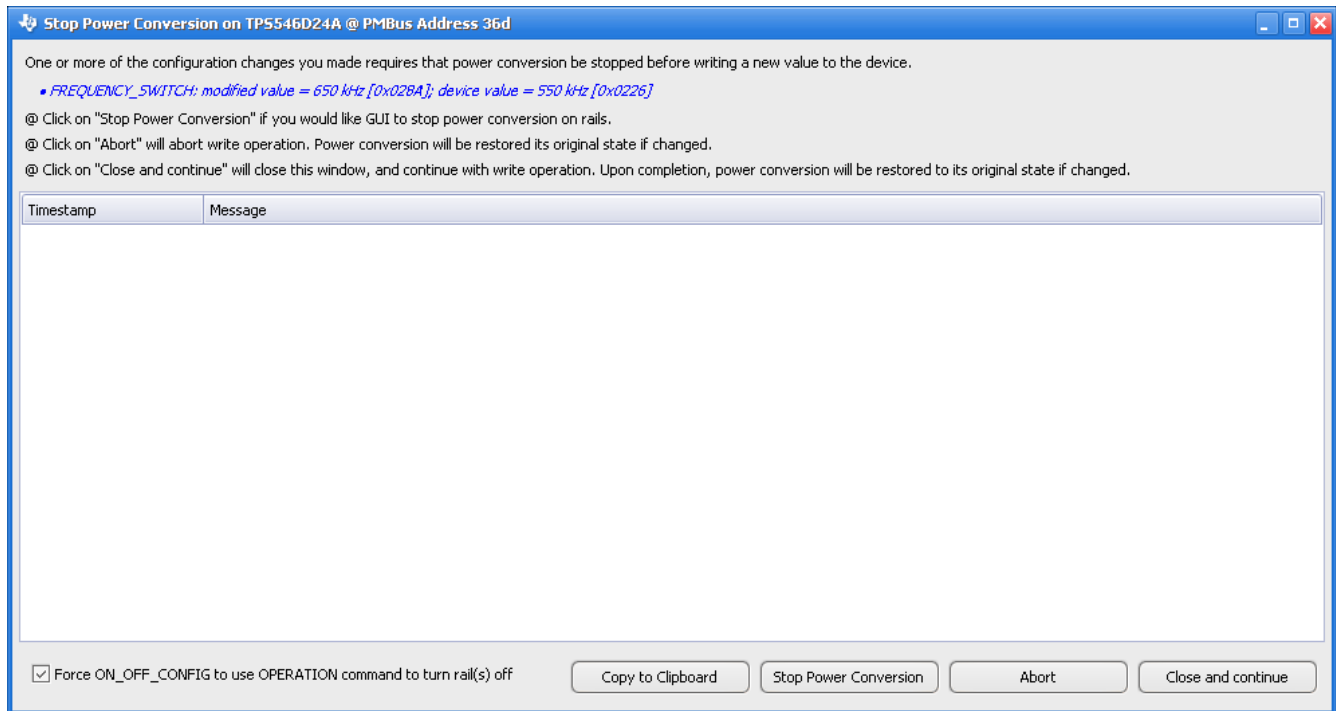 Stop Power Conversion on TPS546D24A @ PMBus Address 36d
One or more of the configuration changes you made requires that power conversion be stopped before writing a new value to the device.
• FREQUENCY_SWITCH: modified value = 650 kHz [0x028A]; device value = 550 kHz [0x0226]
@ Click on "Stop Power Conversion" if you would like GUI to stop power conversion on rails.
@ Click on "Abort" will abort write operation. Power conversion will be restored its original state if changed.
@ Click on "Close and continue" will close this window, and continue with write operation. Upon completion, power conversion will be restored to its original state if changed.
Timestamp Message
Force ON_OFF_CONFIG to use OPERATION command to turn rail(s) off Copy to Clipboard Stop Power Conversion Abort Close and continue